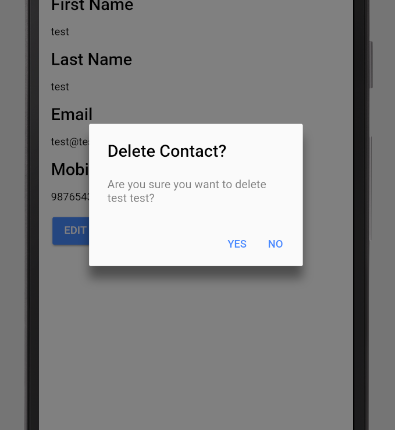 First Name
test
Last Name
test
Email
test@te
Mobi
987654
EDIT
Delete Contact?
Are you sure you want to delete
test test?
YES NO